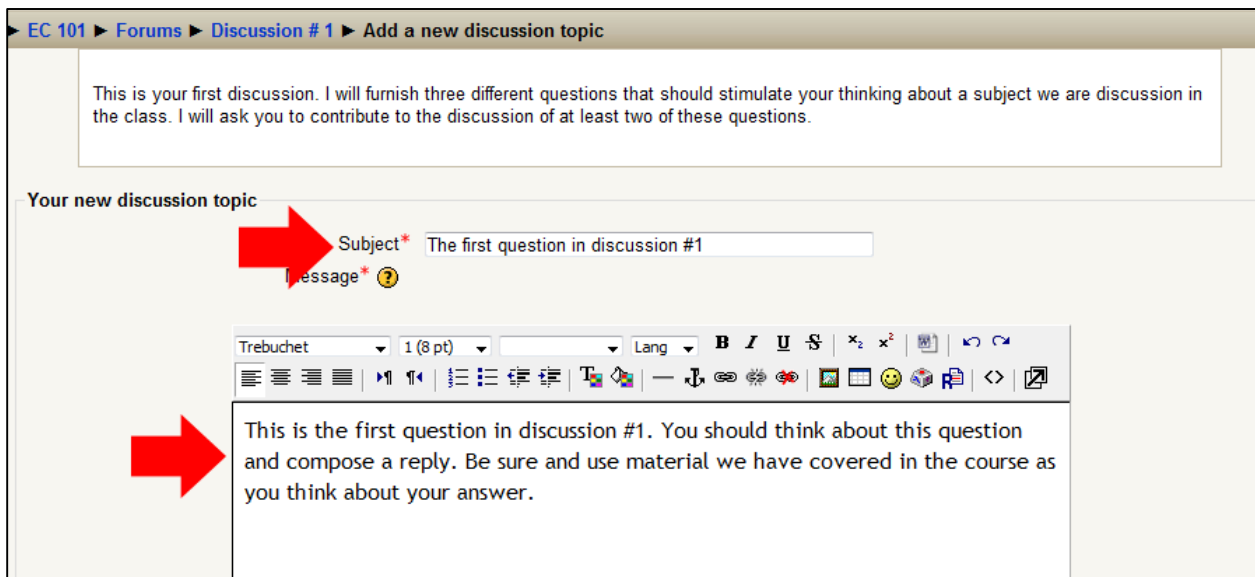 ► EC 101 ► Forums ► Discussion # 1 ► Add a new discussion topic
This is your first discussion. I will furnish three different questions that should stimulate your thinking about a subject we are discussion in
the class. I will ask you to contribute to the discussion of at least two of these questions.
Your new discussion topic
Subject* The first question in discussion #1
Message* ?
Trebuchet 1 (8 pt) Lang B I U S x₂ x²
This is the first question in discussion #1. You should think about this question
and compose a reply. Be sure and use material we have covered in the course as
you think about your answer.